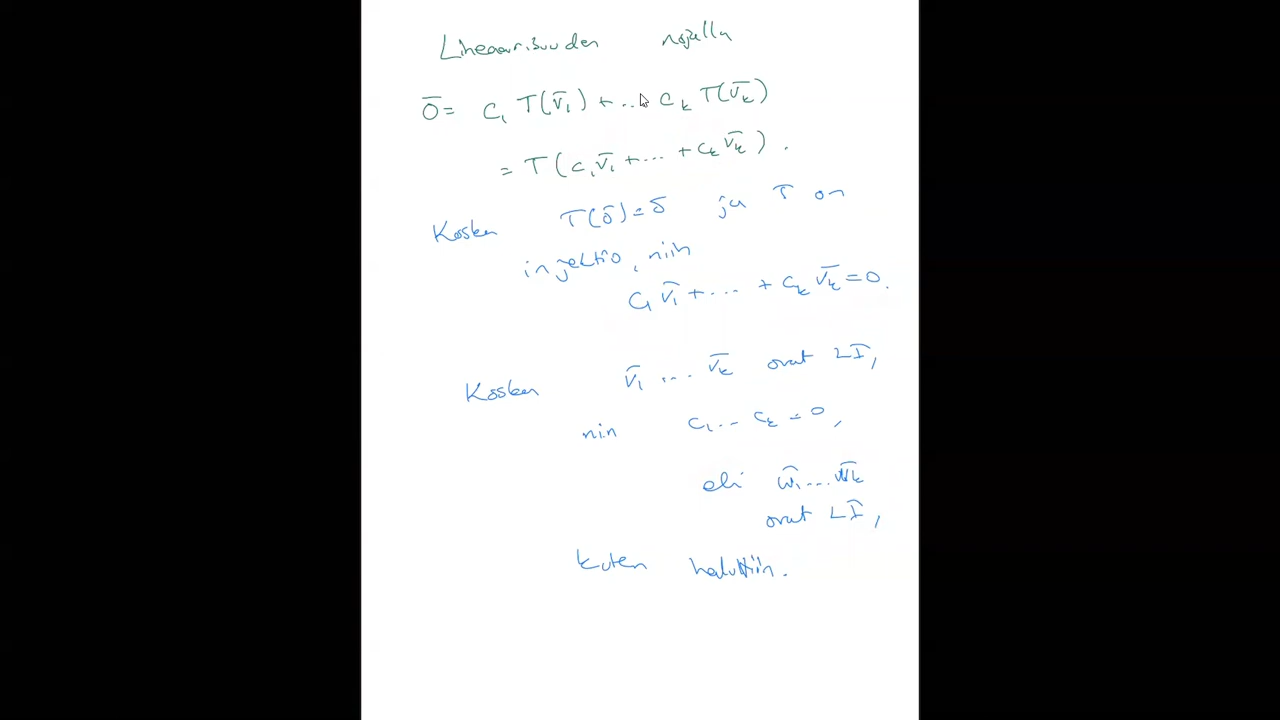 Lineaarisuuden nojalla
0̄ = c₁ T(v̄₁) + ... c_k T(v̄_k)
= T(c₁v̄₁ + ... + c_k v̄_k).
Koska T(0̄) = 0̄ ja T on
injektio, niin
c₁ v̄₁ + ... + c_k v̄_k = 0.
Koska v̄₁ ... v̄_k ovat LI,
niin c₁ ... c_k = 0,
eli w̄₁ ... w̄_k
ovat LI,
kuten haluttiin.